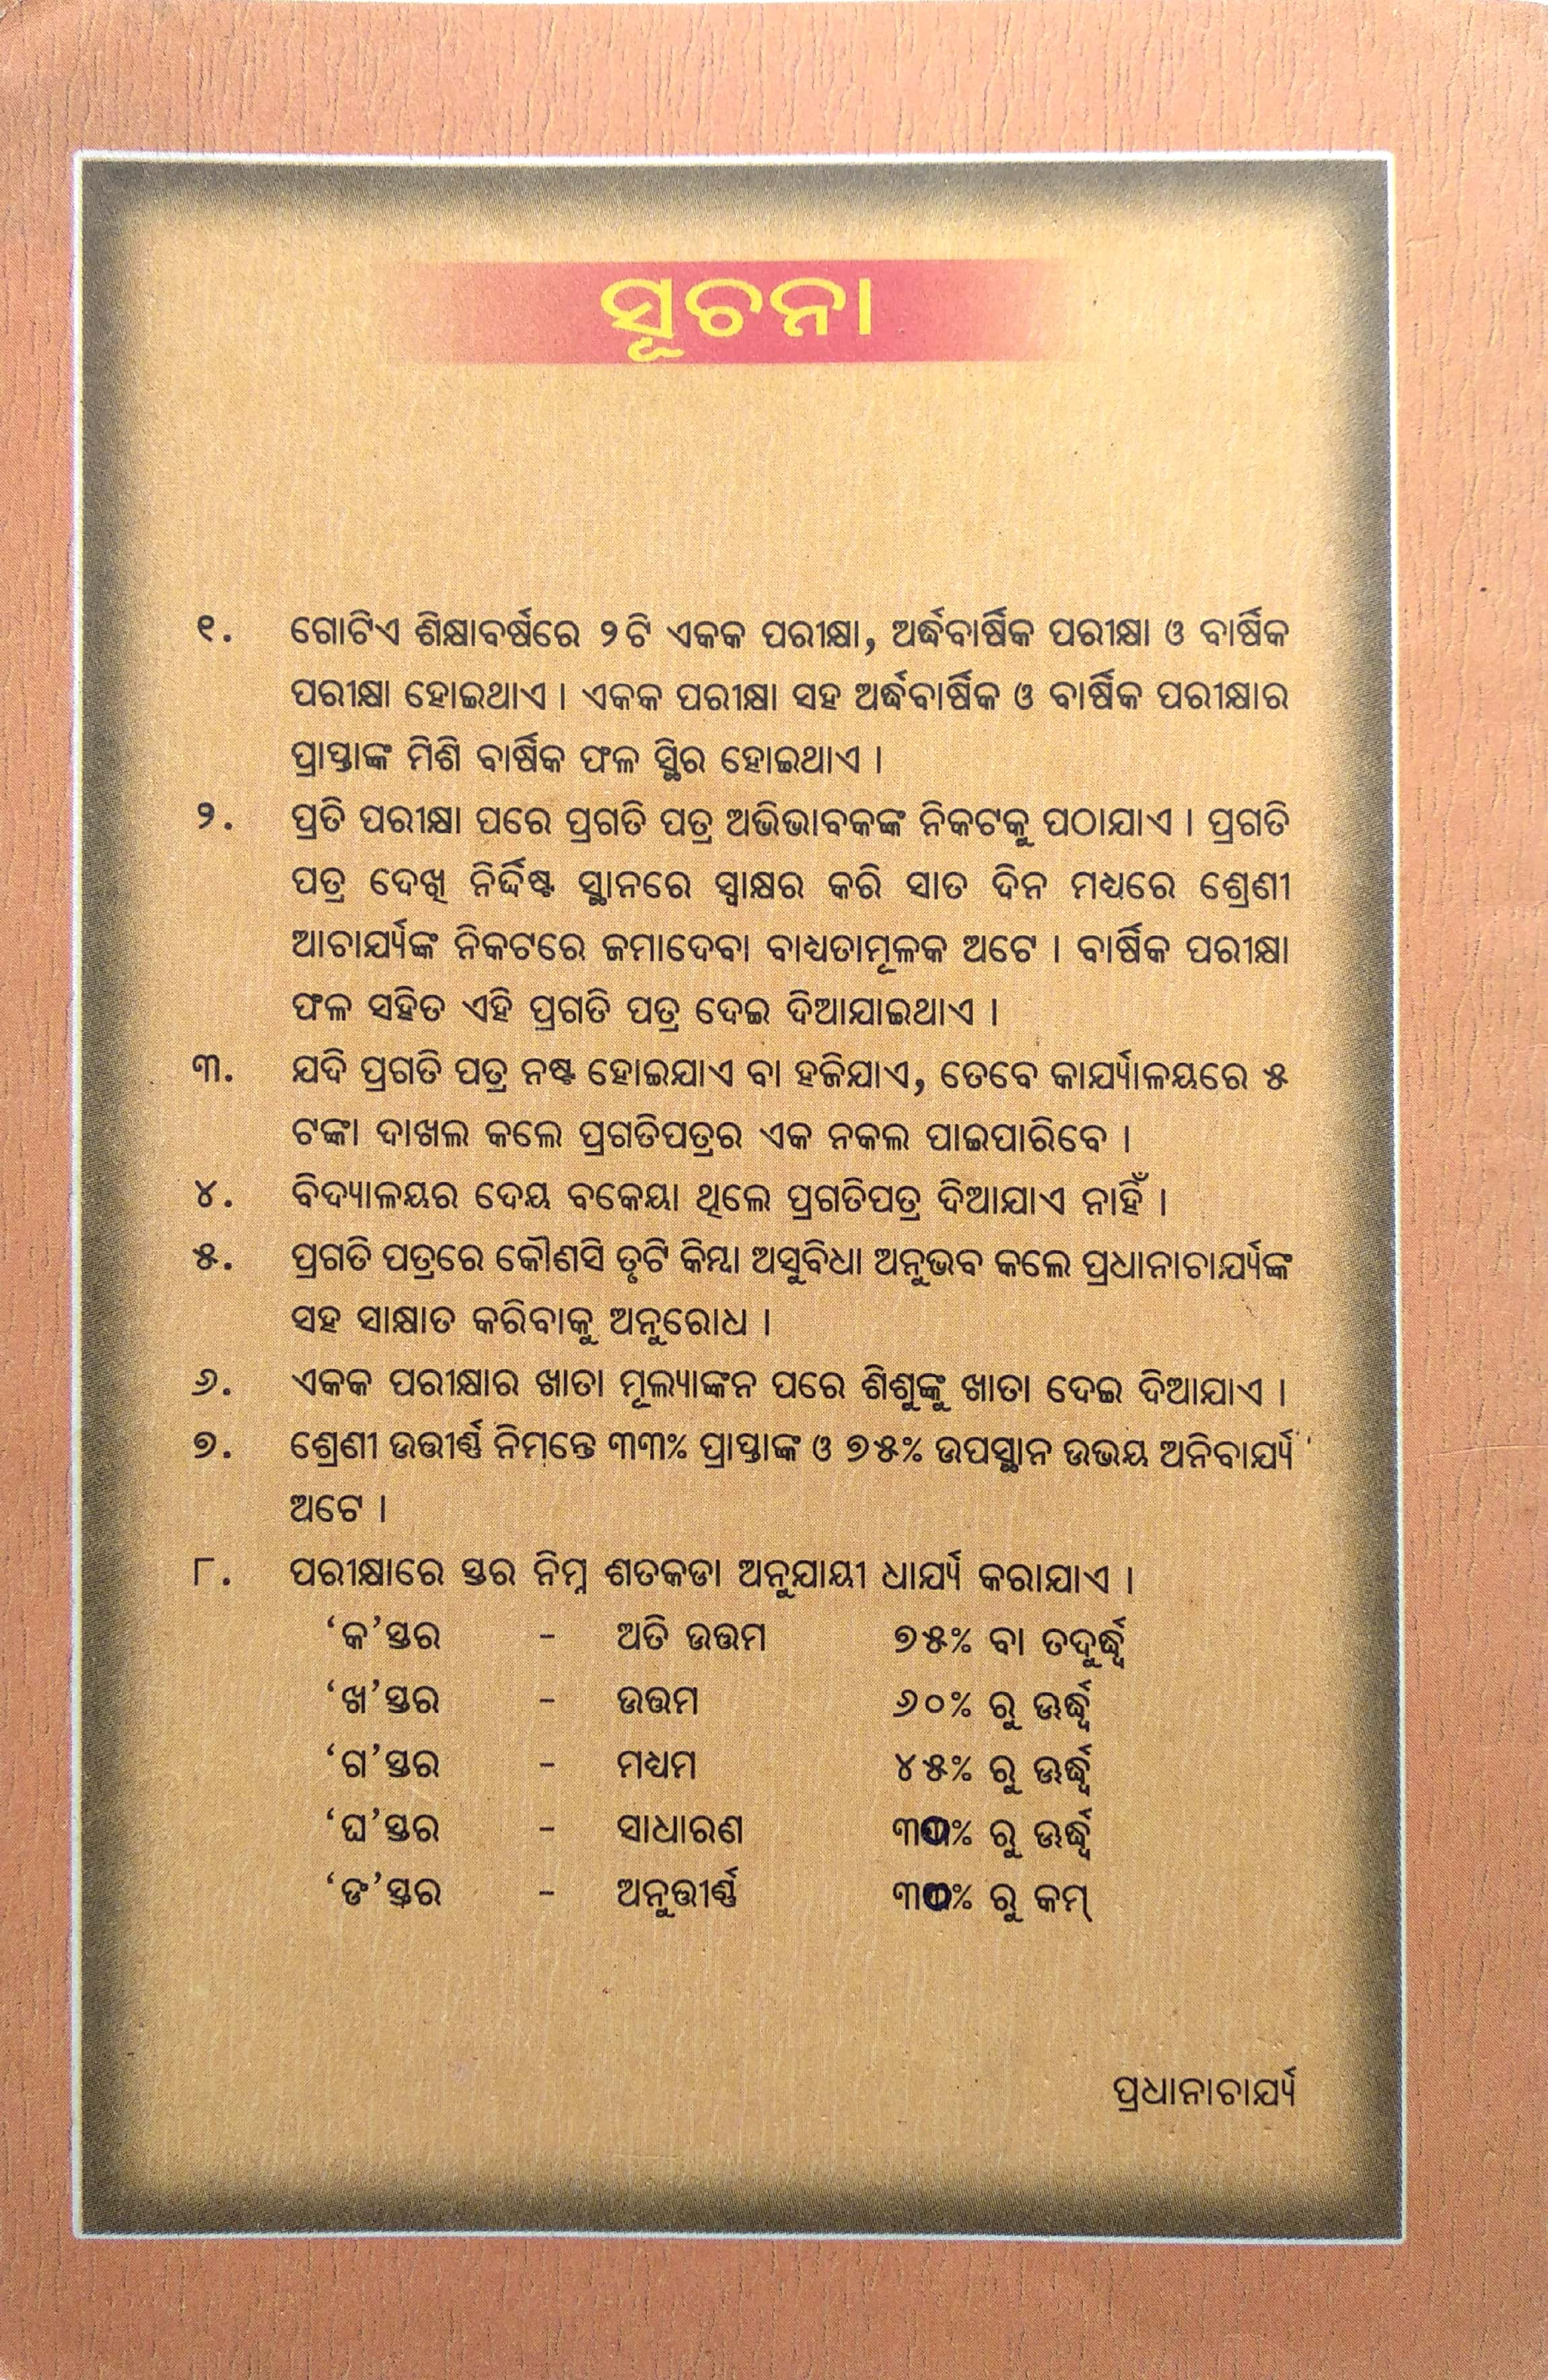 ସୂଚନା
୧. ଗୋଟିଏ ଶିକ୍ଷାବର୍ଷରେ ୨ଟି ଏକକ ପରୀକ୍ଷା, ଅର୍ଦ୍ଧବାର୍ଷିକ ପରୀକ୍ଷା ଓ ବାର୍ଷିକ
ପରୀକ୍ଷା ହୋଇଥାଏ । ଏକକ ପରୀକ୍ଷା ସହ ଅର୍ଦ୍ଧବାର୍ଷିକ ଓ ବାର୍ଷିକ ପରୀକ୍ଷାର
ପ୍ରାପ୍ତାଙ୍କ ମିଶି ବାର୍ଷିକ ଫଳ ସ୍ଥିର ହୋଇଥାଏ ।
୨. ପ୍ରତି ପରୀକ୍ଷା ପରେ ପ୍ରଗତି ପତ୍ର ଅଭିଭାବକଙ୍କ ନିକଟକୁ ପଠାଯାଏ । ପ୍ରଗତି
ପତ୍ର ଦେଖି ନିର୍ଦ୍ଦିଷ୍ଟ ସ୍ଥାନରେ ସ୍ୱାକ୍ଷର କରି ସାତ ଦିନ ମଧ୍ୟରେ ଶ୍ରେଣୀ
ଆଚାର୍ଯ୍ୟଙ୍କ ନିକଟରେ ଜମାଦେବା ବାଧ୍ୟତାମୂଳକ ଅଟେ । ବାର୍ଷିକ ପରୀକ୍ଷା
ଫଳ ସହିତ ଏହି ପ୍ରଗତି ପତ୍ର ଦେଇ ଦିଆଯାଇଥାଏ ।
୩. ଯଦି ପ୍ରଗତି ପତ୍ର ନଷ୍ଟ ହୋଇଯାଏ ବା ହଜିଯାଏ, ତେବେ କାର୍ଯ୍ୟାଳୟରେ ୫
ଟଙ୍କା ଦାଖଲ କଲେ ପ୍ରଗତିପତ୍ରର ଏକ ନକଲ ପାଇପାରିବେ ।
୪. ବିଦ୍ୟାଳୟର ଦେୟ ବକେୟା ଥିଲେ ପ୍ରଗତିପତ୍ର ଦିଆଯାଏ ନାହିଁ ।
୫. ପ୍ରଗତି ପତ୍ରରେ କୌଣସି ତୃଟି କିମ୍ବା ଅସୁବିଧା ଅନୁଭବ କଲେ ପ୍ରଧାନାଚାର୍ଯ୍ୟଙ୍କ
ସହ ସାକ୍ଷାତ କରିବାକୁ ଅନୁରୋଧ ।
୬. ଏକକ ପରୀକ୍ଷାର ଖାତା ମୂଲ୍ୟାଙ୍କନ ପରେ ଶିଶୁଙ୍କୁ ଖାତା ଦେଇ ଦିଆଯାଏ ।
୭. ଶ୍ରେଣୀ ଉତ୍ତୀର୍ଣ୍ଣ ନିମନ୍ତେ ୩୩% ପ୍ରାପ୍ତାଙ୍କ ଓ ୭୫% ଉପସ୍ଥାନ ଉଭୟ ଅନିବାର୍ଯ୍ୟ
ଅଟେ ।
୮. ପରୀକ୍ଷାରେ ସ୍ତର ନିମ୍ନ ଶତକଡା ଅନୁଯାୟୀ ଧାର୍ଯ୍ୟ କରାଯାଏ ।
‘କ’ସ୍ତର - ଅତି ଉତ୍ତମ ୭୫% ବା ତଦୁର୍ଦ୍ଧ୍ୱ
‘ଖ’ସ୍ତର - ଉତ୍ତମ ୬୦% ରୁ ଊର୍ଦ୍ଧ୍ୱ
‘ଗ’ସ୍ତର - ମଧ୍ୟମ ୪୫% ରୁ ଊର୍ଦ୍ଧ୍ୱ
‘ଘ’ସ୍ତର - ସାଧାରଣ ରୁ ଊର୍ଦ୍ଧ୍ୱ
‘ଙ’ସ୍ତର - ଅନୁତ୍ତୀର୍ଣ୍ଣ ରୁ କମ୍
ପ୍ରଧାନାଚାର୍ଯ୍ୟ